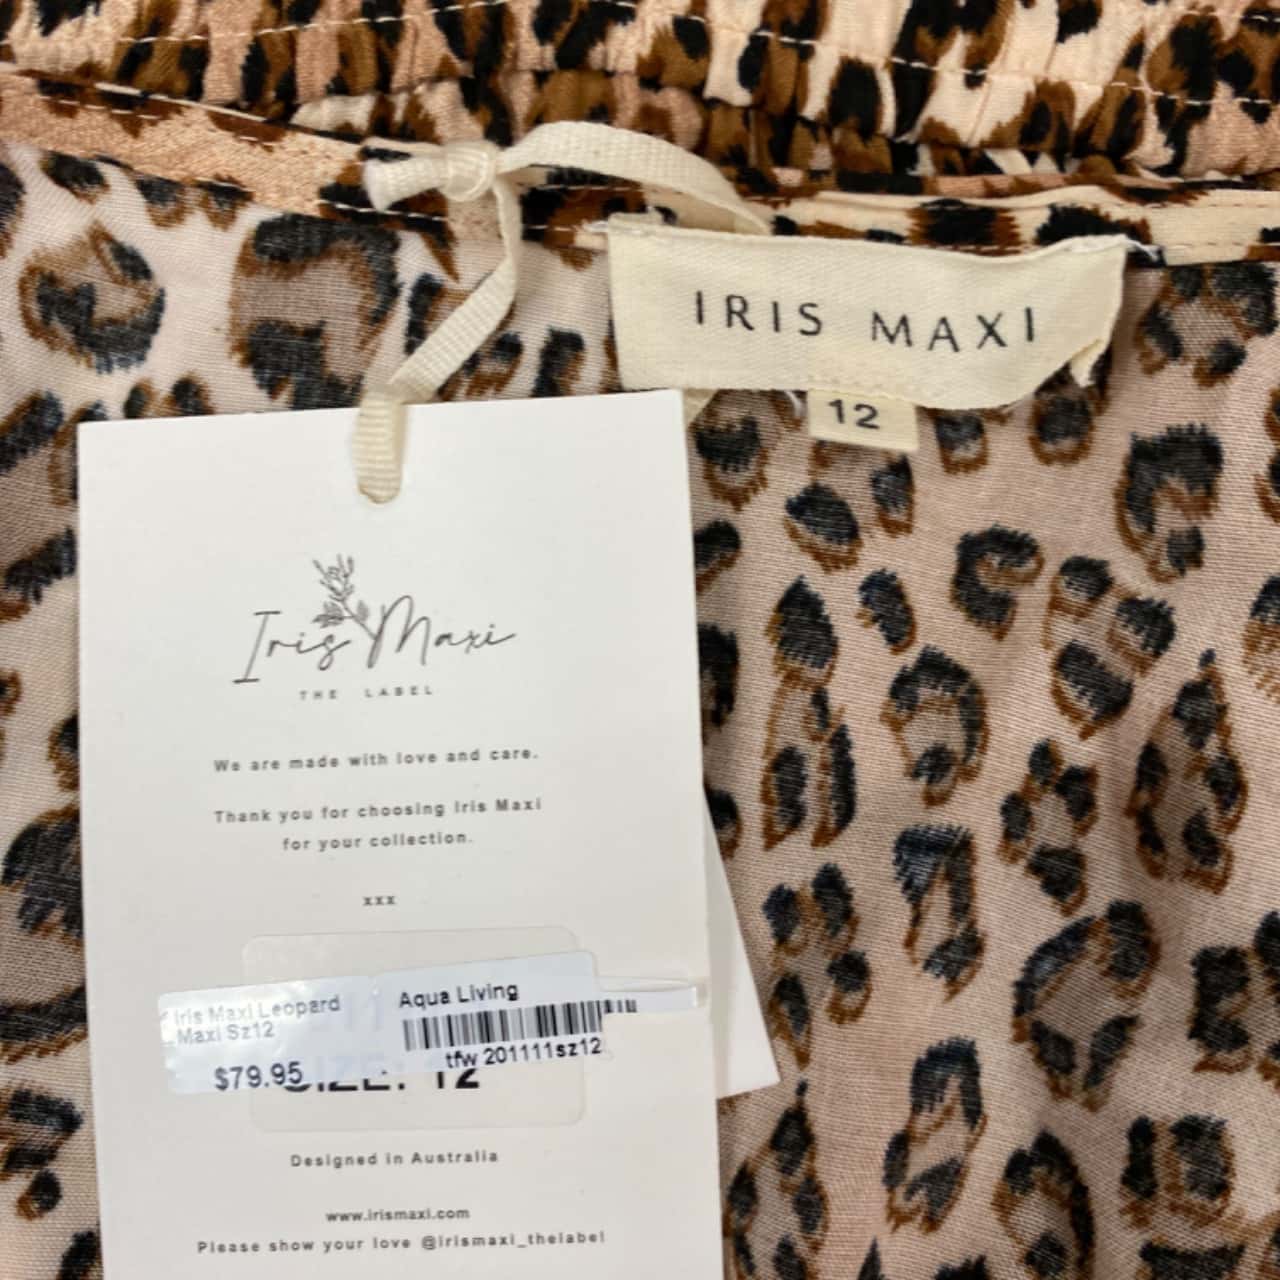 IRIS MAXI
12
Iris Maxi
THE LABEL
We are made with love and care.
Thank you for choosing Iris Maxi
for your collection.
xxx
Iris Maxi Leopard
Maxi Sz12
$79.95
Aqua Living
tfw 201111sz12
SIZE: 12
Designed in Australia
www.irismaxi.com
Please show your love @irismaxi_thelabel